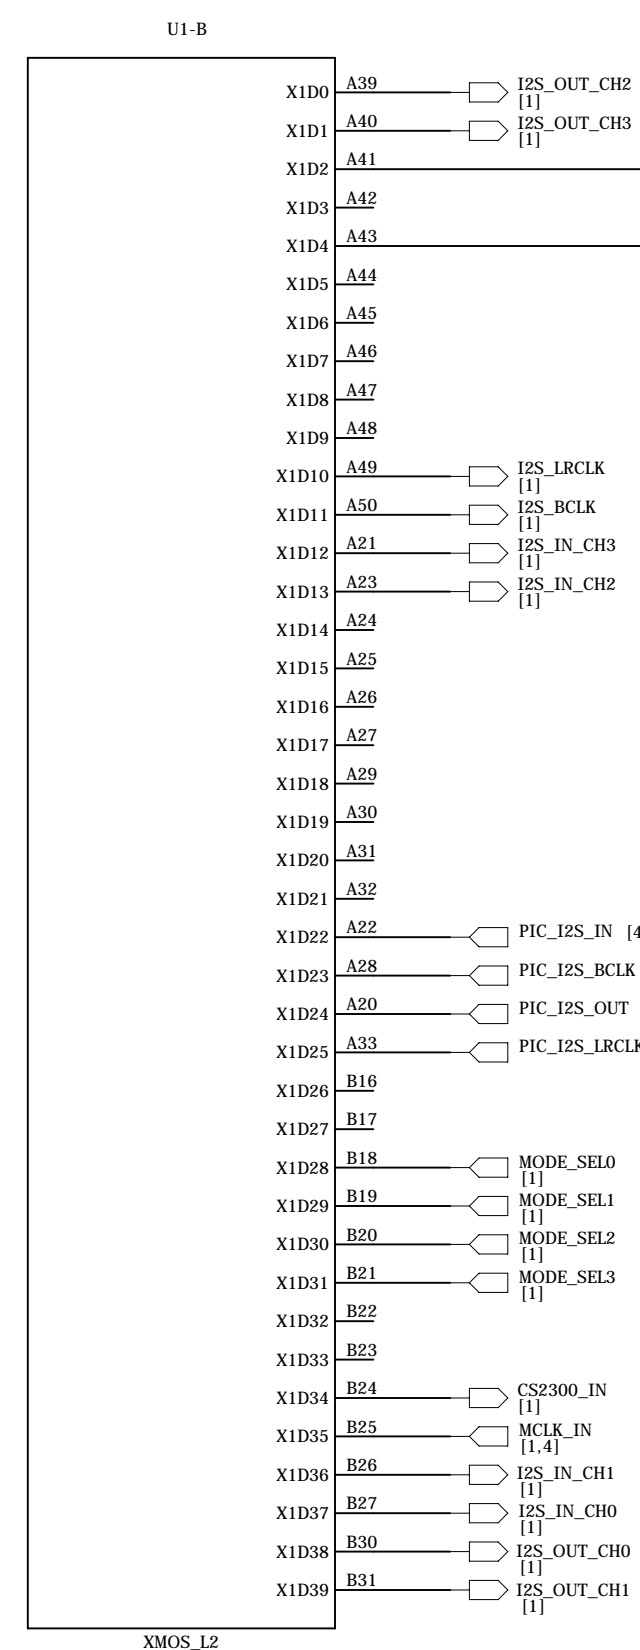 U1-B
X1D0 A39 I2S_OUT_CH2
[1]
X1D1 A40 I2S_OUT_CH3
[1]
X1D2 A41
X1D3 A42
X1D4 A43
X1D5 A44
X1D6 A45
X1D7 A46
X1D8 A47
X1D9 A48
X1D10 A49 I2S_LRCLK
[1]
X1D11 A50 I2S_BCLK
[1]
X1D12 A21 I2S_IN_CH3
[1]
X1D13 A23 I2S_IN_CH2
[1]
X1D14 A24
X1D15 A25
X1D16 A26
X1D17 A27
X1D18 A29
X1D19 A30
X1D20 A31
X1D21 A32
X1D22 A22 PIC_I2S_IN [4
X1D23 A28 PIC_I2S_BCLK
X1D24 A20 PIC_I2S_OUT
X1D25 A33 PIC_I2S_LRCLK
X1D26 B16
X1D27 B17
X1D28 B18 MODE_SEL0
[1]
X1D29 B19 MODE_SEL1
[1]
X1D30 B20 MODE_SEL2
[1]
X1D31 B21 MODE_SEL3
[1]
X1D32 B22
X1D33 B23
X1D34 B24 CS2300_IN
[1]
X1D35 B25 MCLK_IN
[1,4]
X1D36 B26 I2S_IN_CH1
[1]
X1D37 B27 I2S_IN_CH0
[1]
X1D38 B30 I2S_OUT_CH0
[1]
X1D39 B31 I2S_OUT_CH1
[1]
XMOS_L2